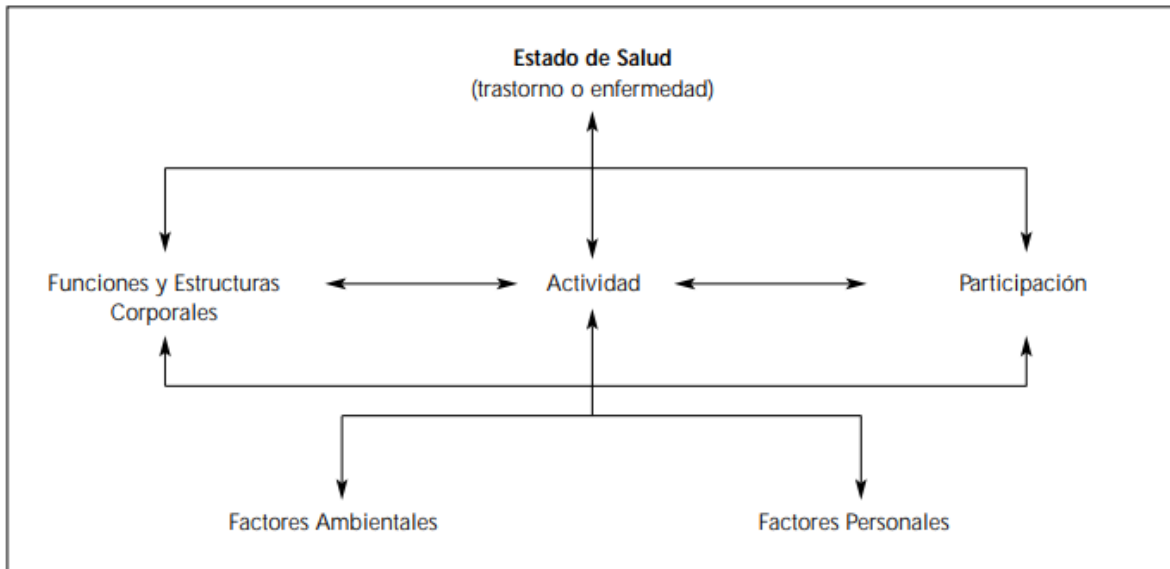 Estado de Salud
(trastorno o enfermedad)
Funciones y Estructuras
Corporales
Actividad
Participación
Factores Ambientales
Factores Personales